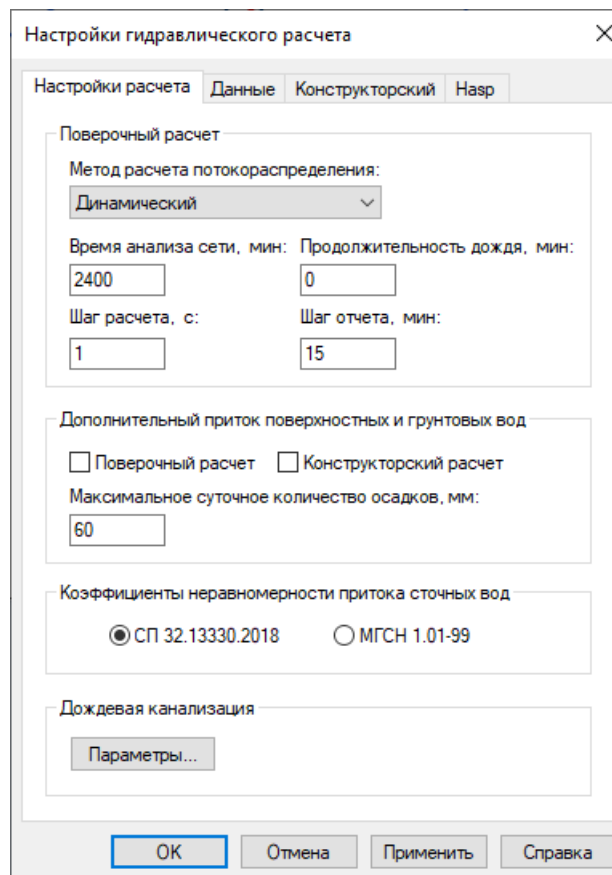 Настройки гидравлического расчета
Настройки расчета Данные Конструкторский Hasp
Поверочный расчет
Метод расчета потокораспределения:
Динамический
Время анализа сети, мин: Продолжительность дождя, мин:
2400 0
Шаг расчета, с: Шаг отчета, мин:
1 15
Дополнительный приток поверхностных и грунтовых вод
Поверочный расчет Конструкторский расчет
Максимальное суточное количество осадков, мм:
60
Коэффициенты неравномерности притока сточных вод
СП 32.13330.2018 МГСН 1.01-99
Дождевая канализация
Параметры...
OK Отмена Применить Справка